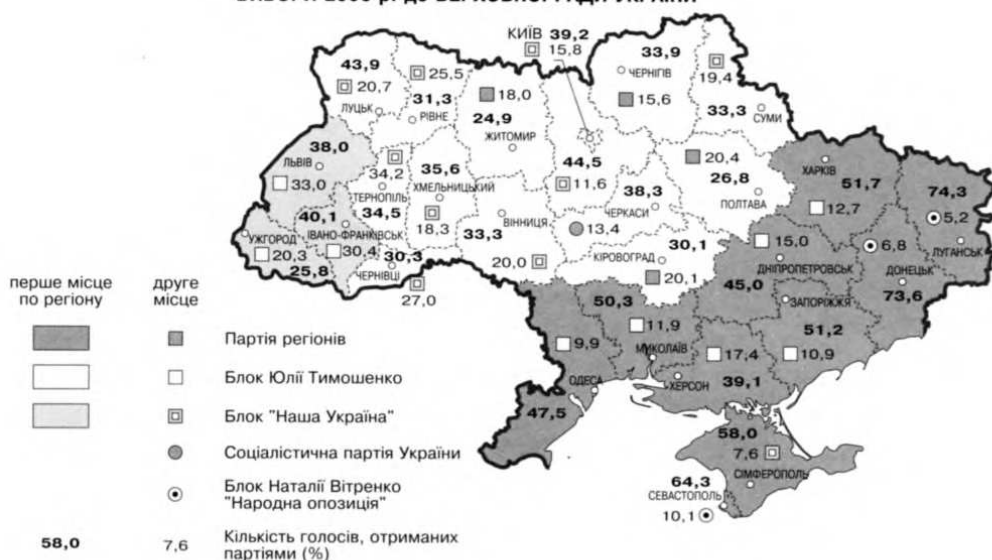 КИЇВ 39,2
15,8
43,9
20,7
ЛУЦЬК
25,5
31,3
РІВНЕ
18,0
24,9
ЖИТОМИР
33,9
ЧЕРНІГІВ
15,6
19,4
33,3
СУМИ
38,0
ЛЬВІВ
33,0
34,2
ТЕРНОПІЛЬ
34,5
35,6
ХМЕЛЬНИЦЬКИЙ
18,3
44,5
11,6
38,3
ЧЕРКАСИ
13,4
20,4
26,8
ПОЛТАВА
ХАРКІВ
51,7
12,7
74,3
5,2
ЛУГАНСЬК
40,1
ІВАНО-ФРАНКІВСЬК
30,4
УЖГОРОД
20,3
25,8
30,3
ЧЕРНІВЦІ
27,0
ВІННИЦЯ
33,3
20,0
30,1
КІРОВОГРАД
20,1
15,0
ДНІПРОПЕТРОВСЬК
45,0
6,8
ДОНЕЦЬК
73,6
ЗАПОРІЖЖЯ
51,2
10,9
50,3
11,9
МИКОЛАЇВ
9,9
ОДЕСА
47,5
17,4
ХЕРСОН
39,1
58,0
7,6
СІМФЕРОПОЛЬ
64,3
СЕВАСТОПОЛЬ
10,1
перше місце
по регіону
друге
місце
Партія регіонів
Блок Юлії Тимошенко
Блок "Наша Україна"
Соціалістична партія України
Блок Наталії Вітренко
"Народна опозиція"
58,0 7,6 Кількість голосів, отриманих
партіями (%)